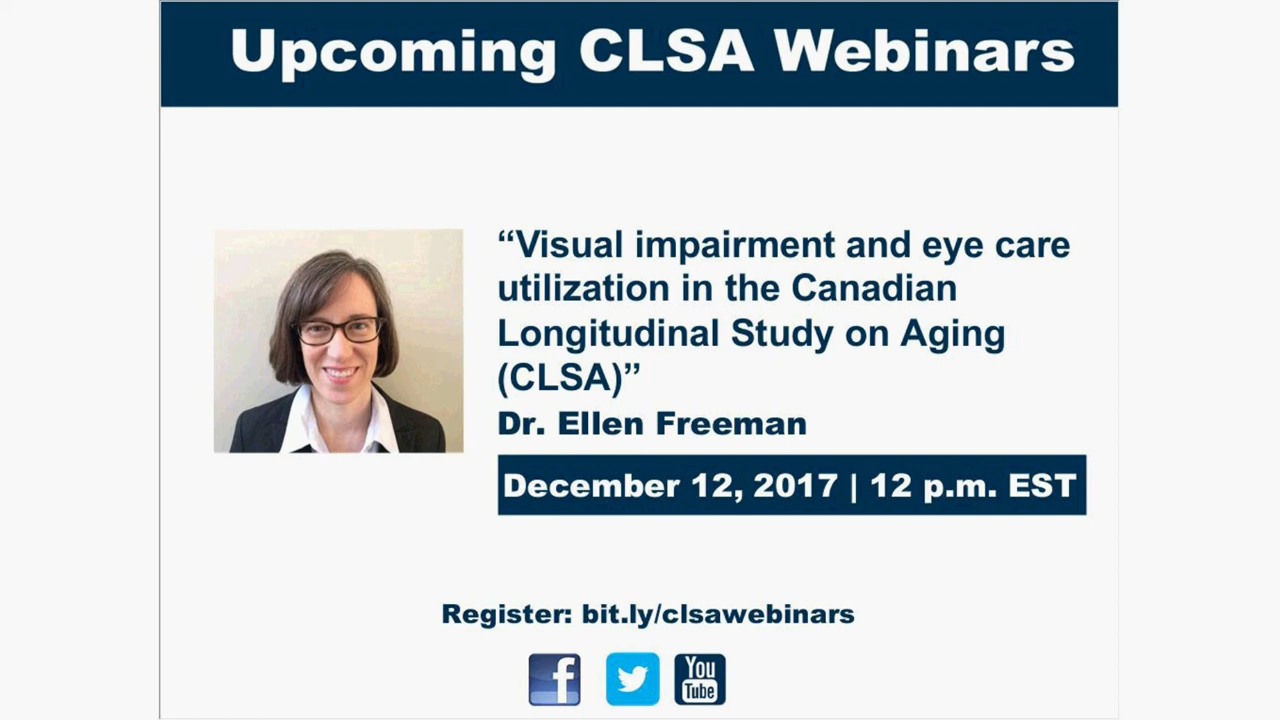 Upcoming CLSA Webinars
“Visual impairment and eye care
utilization in the Canadian
Longitudinal Study on Aging
(CLSA)”
Dr. Ellen Freeman
December 12, 2017 | 12 p.m. EST
Register: bit.ly/clsawebinars
f
You
Tube